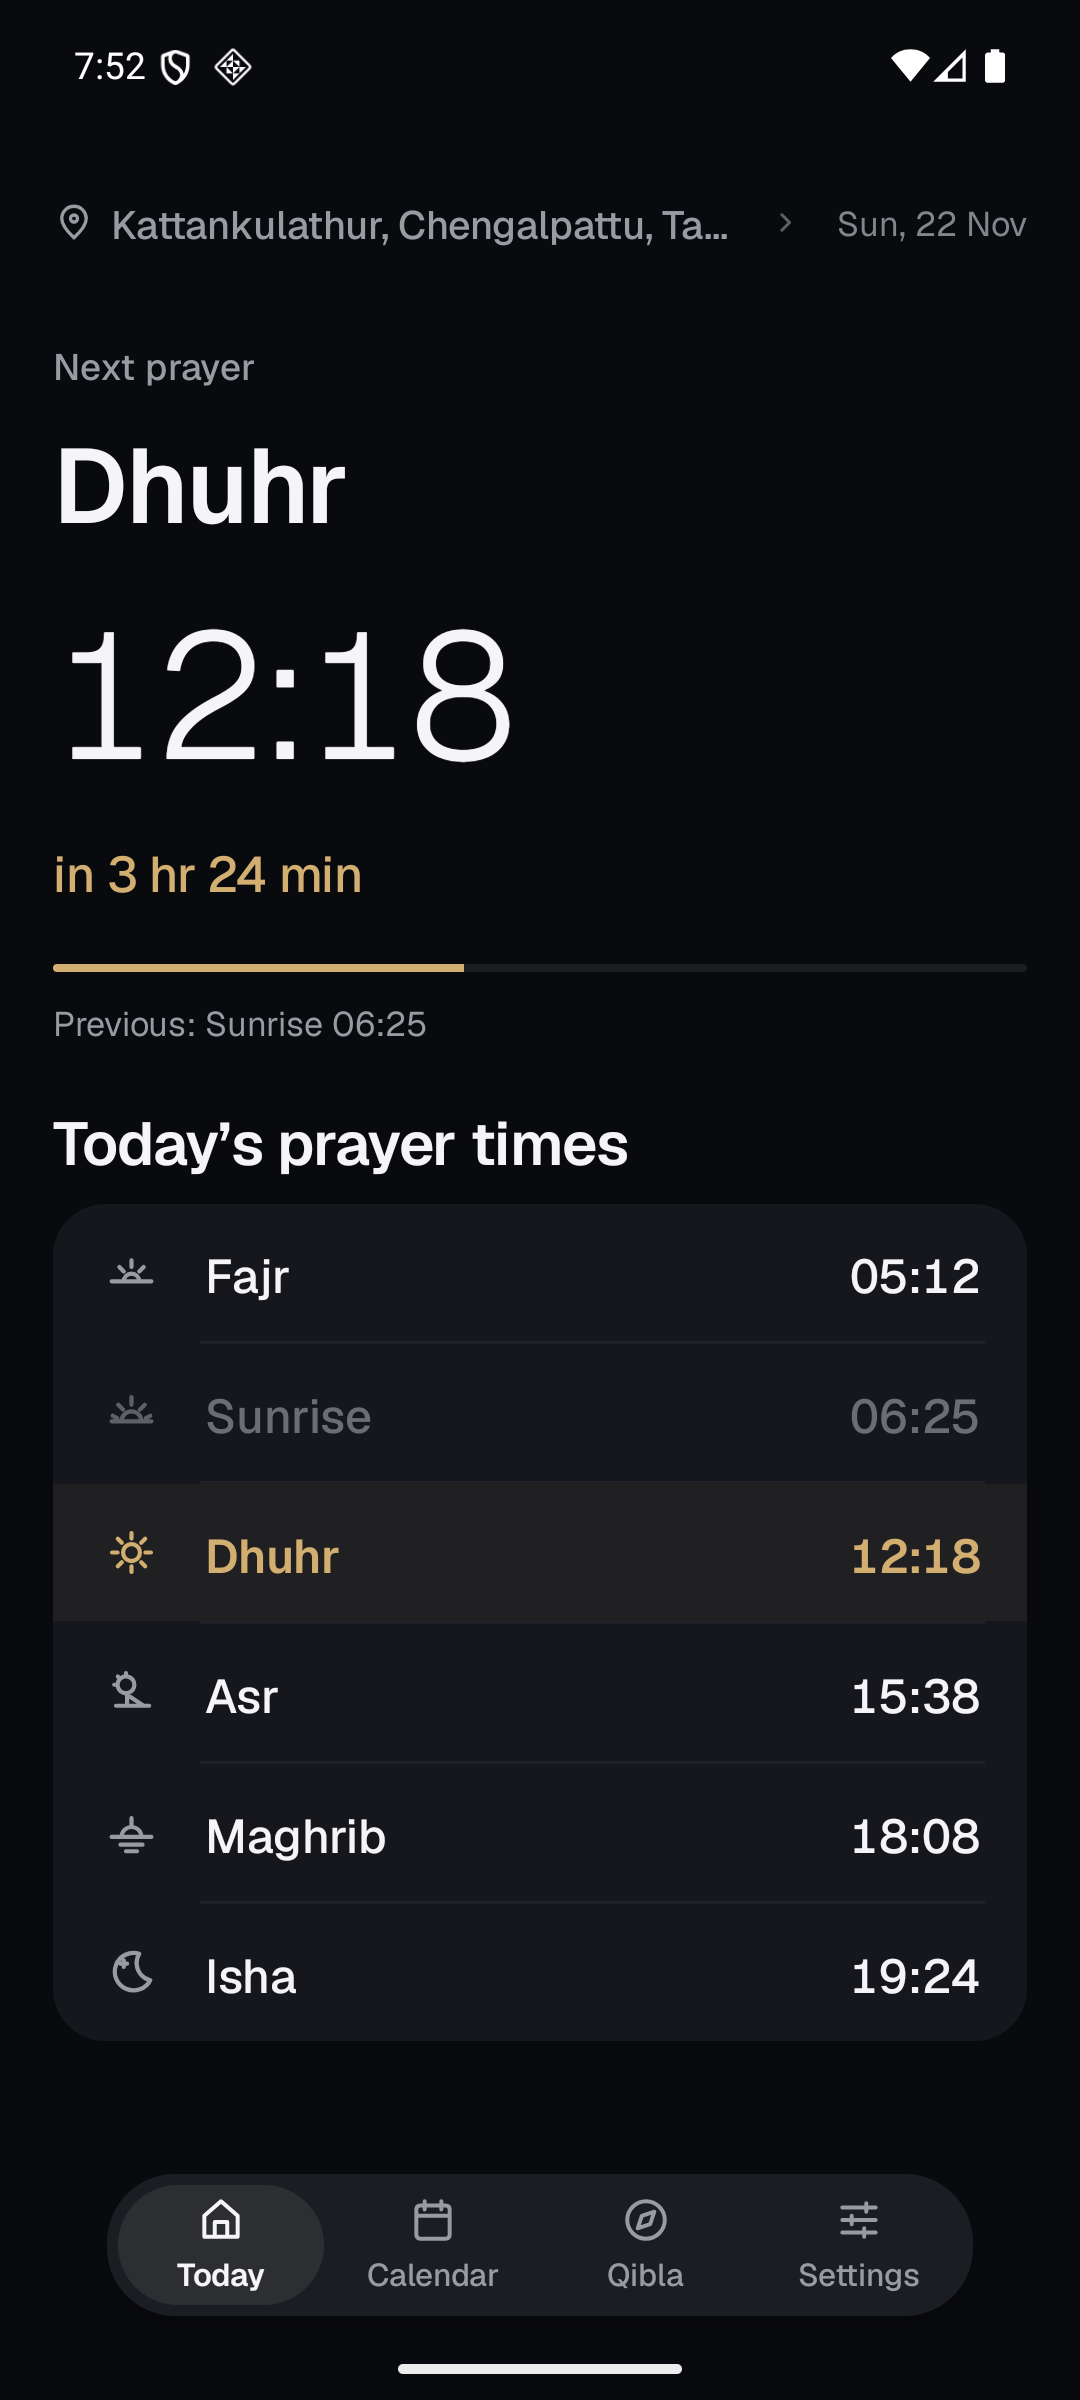 7:52
Kattankulathur, Chengalpattu, Ta...
Sun, 22 Nov
Next prayer
Dhuhr
12:18
in 3 hr 24 min
Previous: Sunrise 06:25
Today’s prayer times
Fajr 05:12
Sunrise 06:25
Dhuhr 12:18
Asr 15:38
Maghrib 18:08
Isha 19:24
Today Calendar Qibla Settings